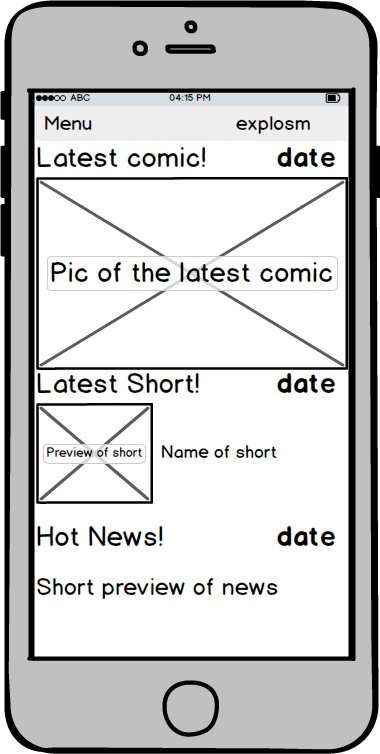 ABC 04:15 PM
Menu explosm
Latest comic! date
Pic of the latest comic
Latest Short! date
Preview of short Name of short
Hot News! date
Short preview of news